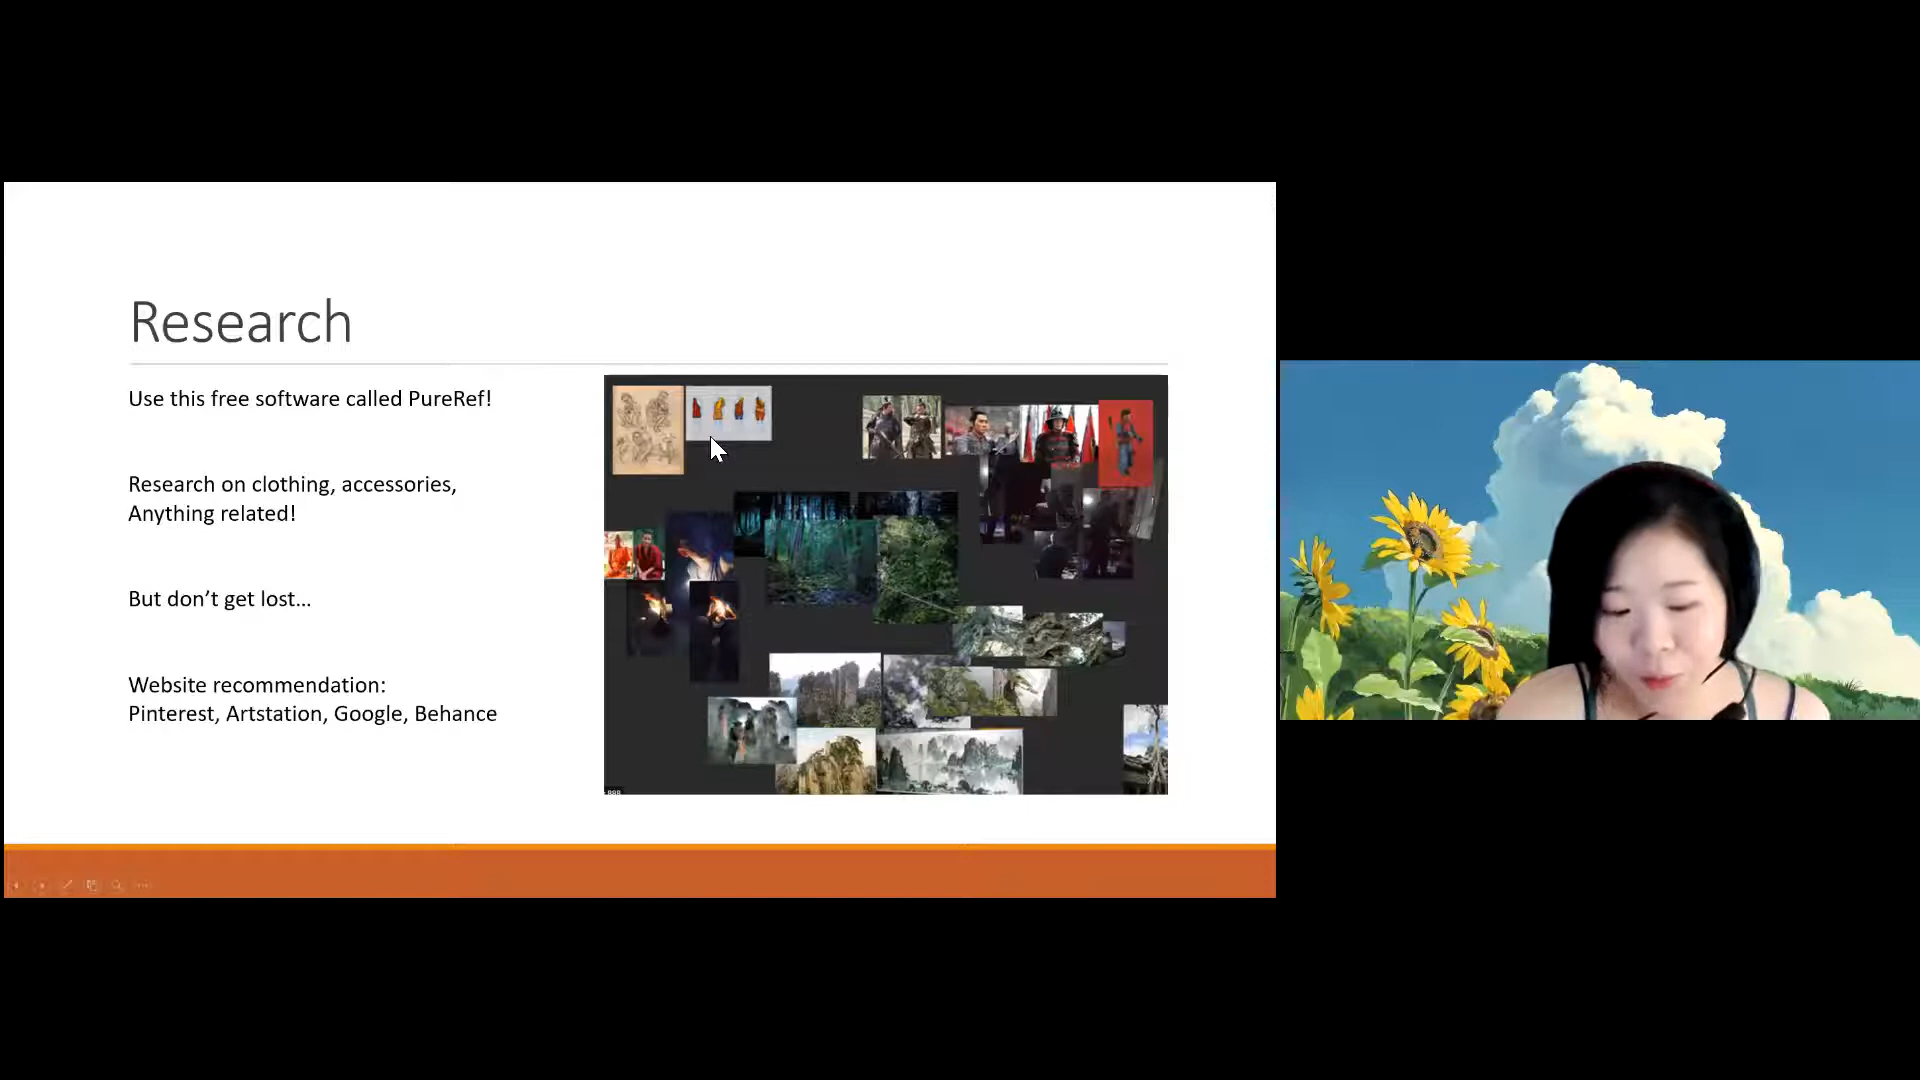 Research
Use this free software called PureRef!
Research on clothing, accessories,
Anything related!
But don’t get lost...
Website recommendation:
Pinterest, Artstation, Google, Behance